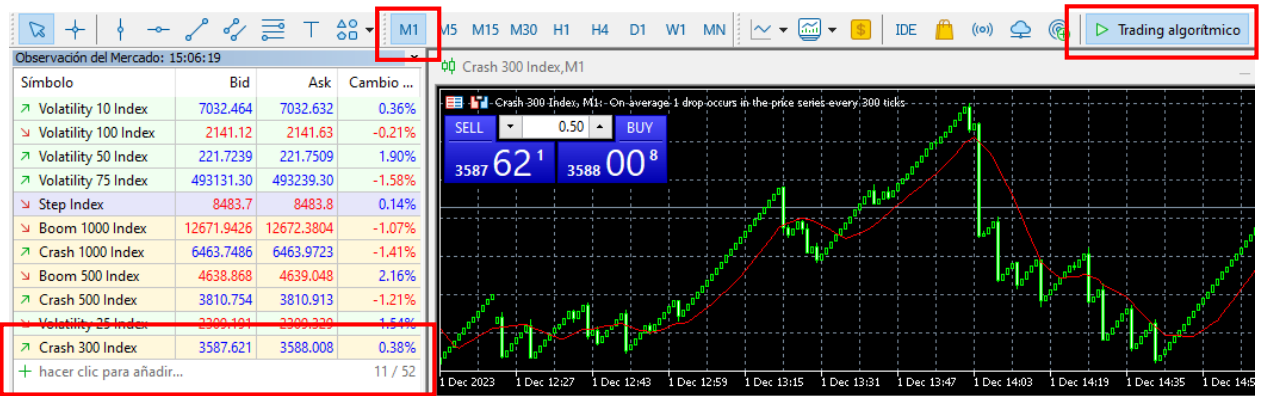 T M1 M5 M15 M30 H1 H4 D1 W1 MN $ IDE Trading algorítmico
Observación del Mercado: 15:06:19
Símbolo Bid Ask Cambio ...
Volatility 10 Index 7032.464 7032.632 0.36%
Volatility 100 Index 2141.12 2141.63 -0.21%
Volatility 50 Index 221.7239 221.7509 1.90%
Volatility 75 Index 493131.30 493239.30 -1.58%
Step Index 8483.7 8483.8 0.14%
Boom 1000 Index 12671.9426 12672.3804 -1.07%
Crash 1000 Index 6463.7486 6463.9723 -1.41%
Boom 500 Index 4638.868 4639.048 2.16%
Crash 500 Index 3810.754 3810.913 -1.21%
Volatility 25 Index 1.54%
Crash 300 Index 3587.621 3588.008 0.38%
+ hacer clic para añadir... 11 / 52
Crash 300 Index,M1
Crash 300 Index, M1: On average 1 drop occurs in the price series every 300 ticks
SELL 0.50 BUY
3587 62 1 3588 00 8
1 Dec 2023 1 Dec 12:27 1 Dec 12:43 1 Dec 12:59 1 Dec 13:15 1 Dec 13:31 1 Dec 13:47 1 Dec 14:03 1 Dec 14:19 1 Dec 14:35 1 Dec 14:5